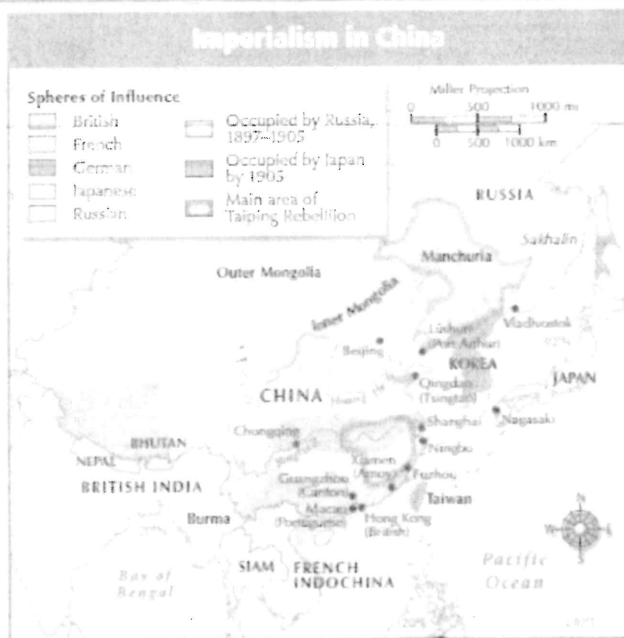 Imperialism in China
Spheres of Influence
British
French
German
Japanese
Russian
Occupied by Russia,
1897–1905
Occupied by Japan
by 1905
Main area of
Taiping Rebellion
Miller Projection
0 500 1000 mi
0 500 1000 km
RUSSIA
Sakhalin
Manchuria
Outer Mongolia
Inner Mongolia
Vladivostok
Lüshun
(Port Arthur)
Beijing
KOREA
Qingdao
(Tsingtao)
JAPAN
CHINA
Shanghai
Nagasaki
Chongqing
Ningbo
BHUTAN
NEPAL
Xiamen
(Amoy)
Fuzhou
BRITISH INDIA
Guangzhou
(Canton)
Taiwan
Macao
(Portuguese)
Hong Kong
(British)
Burma
N
W
E
S
SIAM
FRENCH
INDOCHINA
Bay of
Bengal
Pacific
Ocean